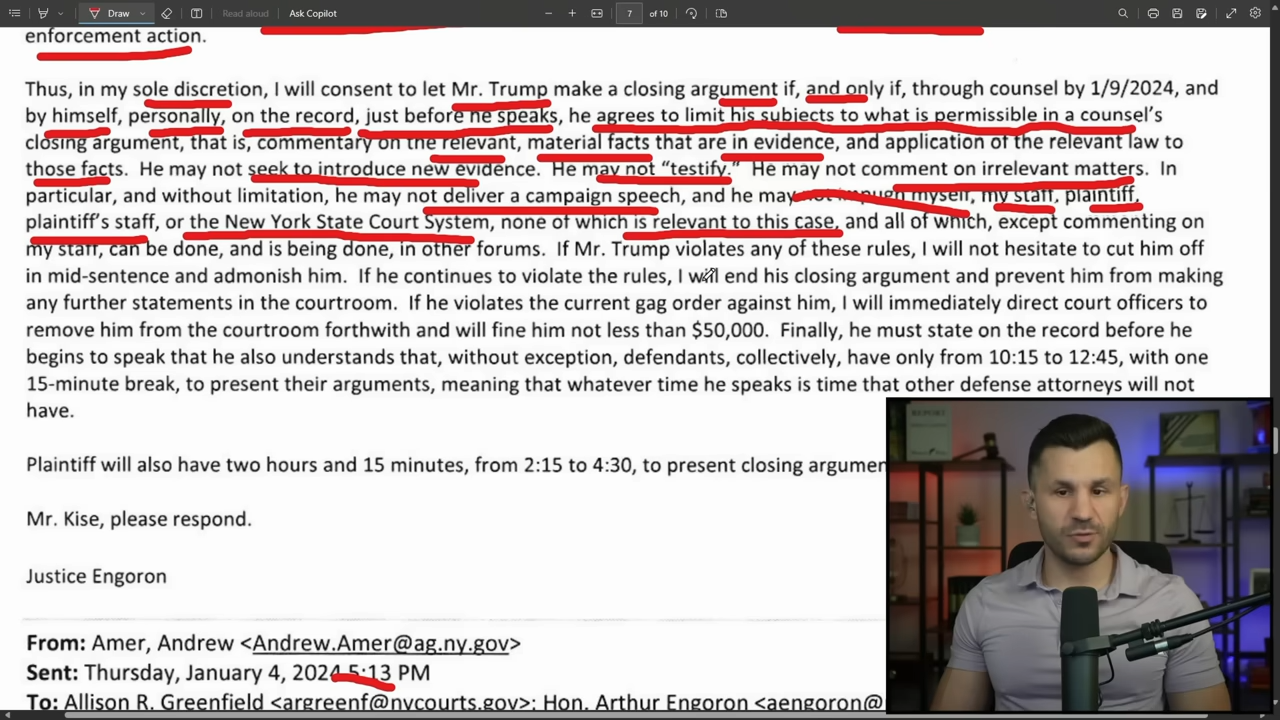 Draw
Read aloud
Ask Copilot
7
of 10
enforcement action.
Thus, in my sole discretion, I will consent to let Mr. Trump make a closing argument if, and only if, through counsel by 1/9/2024, and
by himself, personally, on the record, just before he speaks, he agrees to limit his subjects to what is permissible in a counsel's
closing argument, that is, commentary on the relevant, material facts that are in evidence, and application of the relevant law to
those facts. He may not seek to introduce new evidence. He may not "testify." He may not comment on irrelevant matters. In
particular, and without limitation, he may not deliver a campaign speech, and he may not impugn myself, my staff, plaintiff,
plaintiff's staff, or the New York State Court System, none of which is relevant to this case, and all of which, except commenting on
my staff, can be done, and is being done, in other forums. If Mr. Trump violates any of these rules, I will not hesitate to cut him off
in mid-sentence and admonish him. If he continues to violate the rules, I will end his closing argument and prevent him from making
any further statements in the courtroom. If he violates the current gag order against him, I will immediately direct court officers to
remove him from the courtroom forthwith and will fine him not less than $50,000. Finally, he must state on the record before he
begins to speak that he also understands that, without exception, defendants, collectively, have only from 10:15 to 12:45, with one
15-minute break, to present their arguments, meaning that whatever time he speaks is time that other defense attorneys will not
have.
Plaintiff will also have two hours and 15 minutes, from 2:15 to 4:30, to present closing argumen
Mr. Kise, please respond.
Justice Engoron
From: Amer, Andrew <Andrew.Amer@ag.ny.gov>
Sent: Thursday, January 4, 2024 5:13 PM
To: Allison R. Greenfield <argreenf@nycourts.gov>; Hon. Arthur Engoron <aengoron@
REPORT